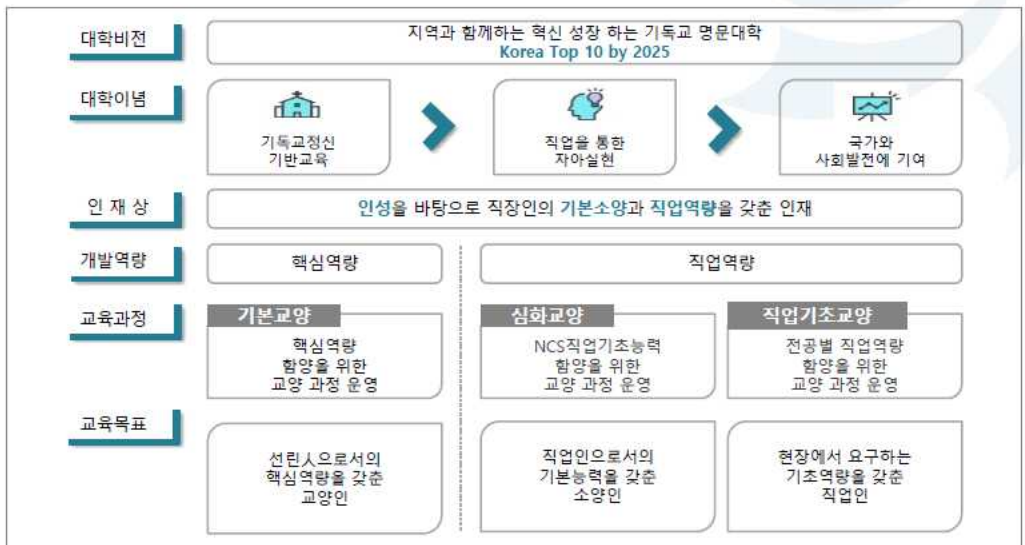 대학비전
지역과 함께하는 혁신 성장 하는 기독교 명문대학
Korea Top 10 by 2025
대학이념
기독교정신
기반교육
직업을 통한
자아실현
국가와
사회발전에 기여
인 재 상
인성을 바탕으로 직장인의 기본소양과 직업역량을 갖춘 인재
개발역량
핵심역량
직업역량
교육과정
기본교양
핵심역량
함양을 위한
교양 과정 운영
심화교양
NCS직업기초능력
함양을 위한
교양 과정 운영
직업기초교양
전공별 직업역량
함양을 위한
교양 과정 운영
교육목표
선린人으로서의
핵심역량을 갖춘
교양인
직업인으로서의
기본능력을 갖춘
소양인
현장에서 요구하는
기초역량을 갖춘
직업인